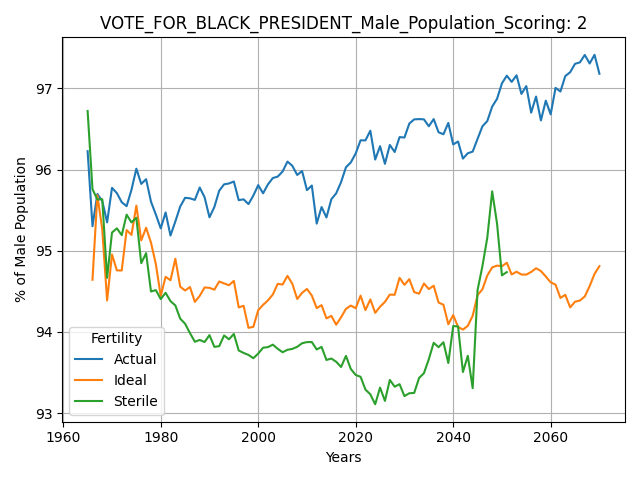 VOTE_FOR_BLACK_PRESIDENT_Male_Population_Scoring: 2
% of Male Population
97
96
95
94
93
Fertility
Actual
Ideal
Sterile
1960
1980
2000
2020
2040
2060
Years